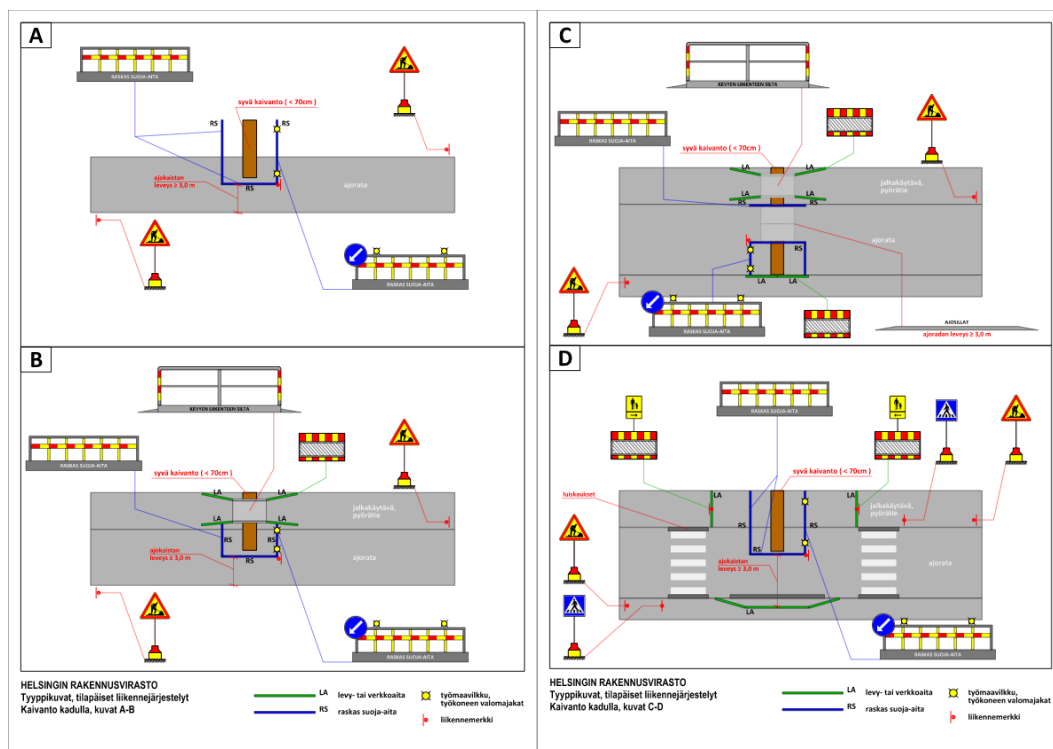 A
RASKAS SUOJA-AITA
syvä kaivanto ( < 70cm )
RS
RS
RS
ajokaistan
leveys ≥ 3,0 m
ajorata
RASKAS SUOJA-AITA
B
KEVYEN LIIKENTEEN SILTA
RASKAS SUOJA-AITA
syvä kaivanto ( < 70cm )
LA
LA
LA
LA
jalkakäytävä,
pyörätie
RS
RS
RS
ajokaistan
leveys ≥ 3,0 m
ajorata
RASKAS SUOJA-AITA
HELSINGIN RAKENNUSVIRASTO
Tyyppikuvat, tilapäiset liikennejärjestelyt
Kaivanto kadulla, kuvat A-B
LA
levy- tai verkkoaita
RS
raskas suoja-aita
työmaavilkku,
työkoneen valomajakat
liikennemerkki
C
KEVYEN LIIKENTEEN SILTA
RASKAS SUOJA-AITA
syvä kaivanto ( < 70cm )
LA
LA
LA
LA
RS
RS
jalkakäytävä,
pyörätie
ajorata
RS
LA
LA
RASKAS SUOJA-AITA
AJOSILLAT
ajoradan leveys ≥ 3,0 m
D
RASKAS SUOJA-AITA
syvä kaivanto ( <70cm )
luiskaukset
LA
LA
jalkakäytävä,
pyörätie
RS
RS
RS
ajokaistan
leveys ≥ 3,0 m
ajorata
LA
RASKAS SUOJA-AITA
HELSINGIN RAKENNUSVIRASTO
Tyyppikuvat, tilapäiset liikennejärjestelyt
Kaivanto kadulla, kuvat C-D
LA
levy- tai verkkoaita
RS
raskas suoja-aita
työmaavilkku,
työkoneen valomajakat
liikennemerkki